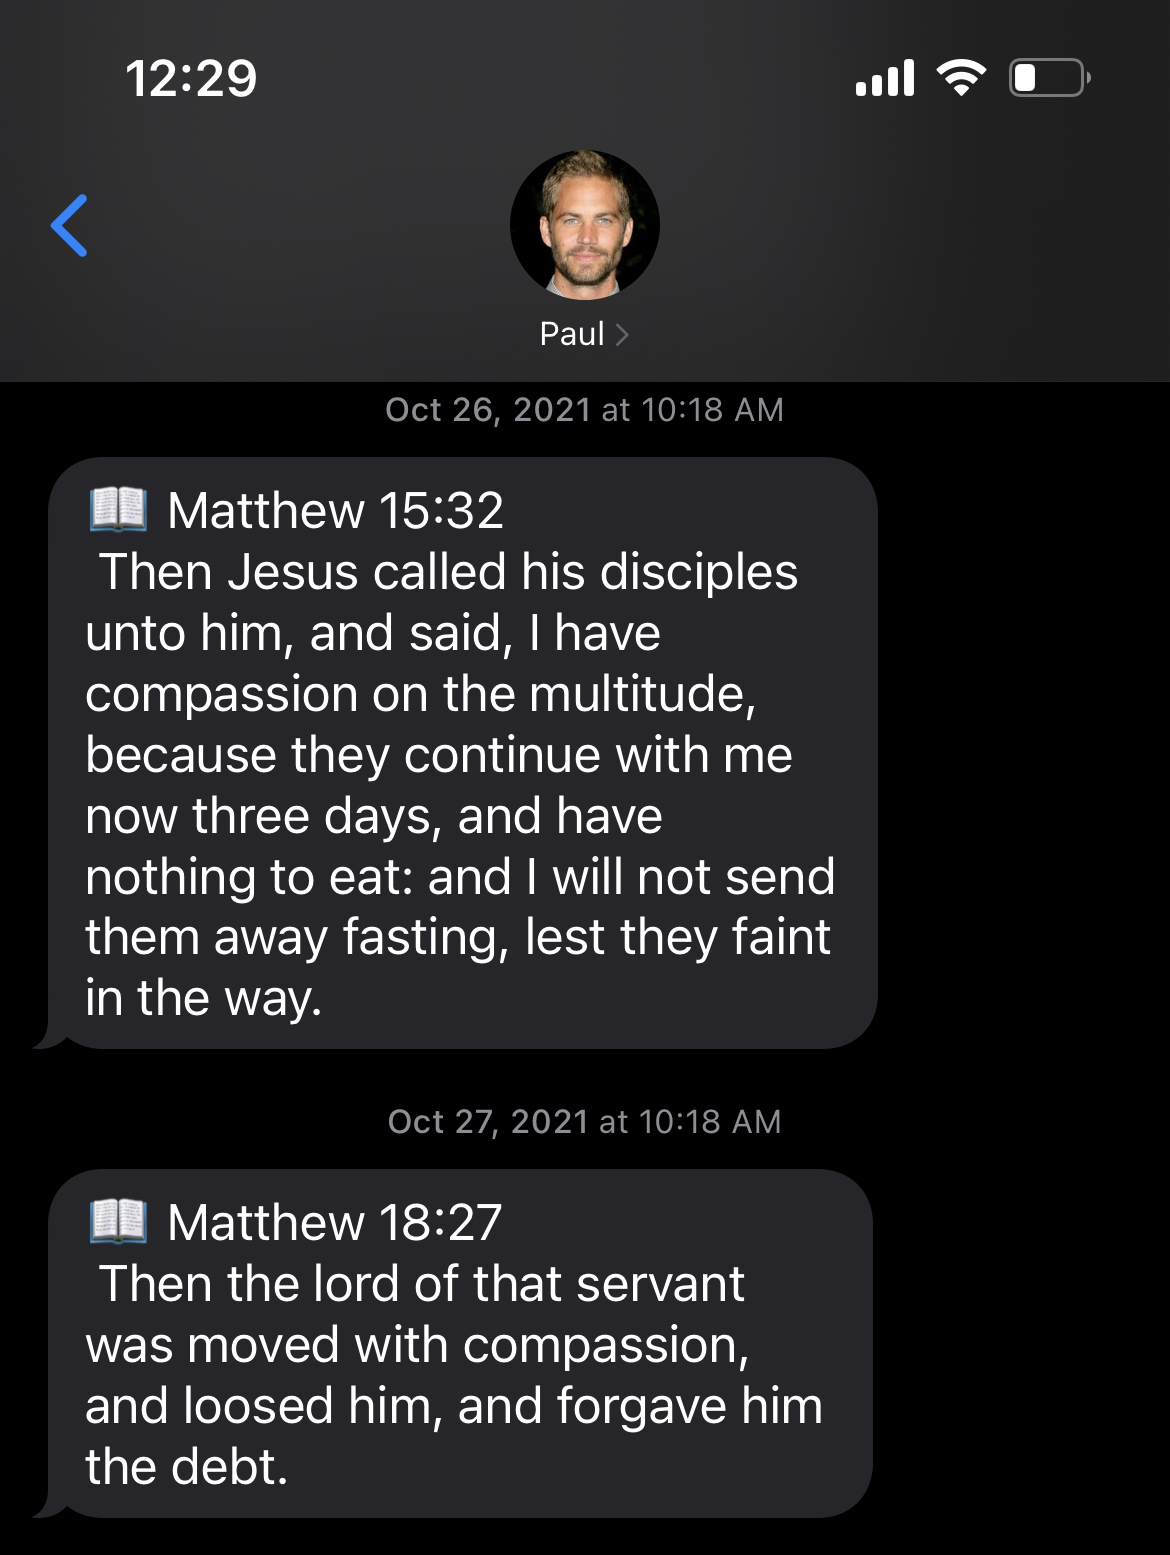 12:29
Paul
Oct 26, 2021 at 10:18 AM
📖 Matthew 15:32
Then Jesus called his disciples
unto him, and said, I have
compassion on the multitude,
because they continue with me
now three days, and have
nothing to eat: and I will not send
them away fasting, lest they faint
in the way.
Oct 27, 2021 at 10:18 AM
📖 Matthew 18:27
Then the lord of that servant
was moved with compassion,
and loosed him, and forgave him
the debt.